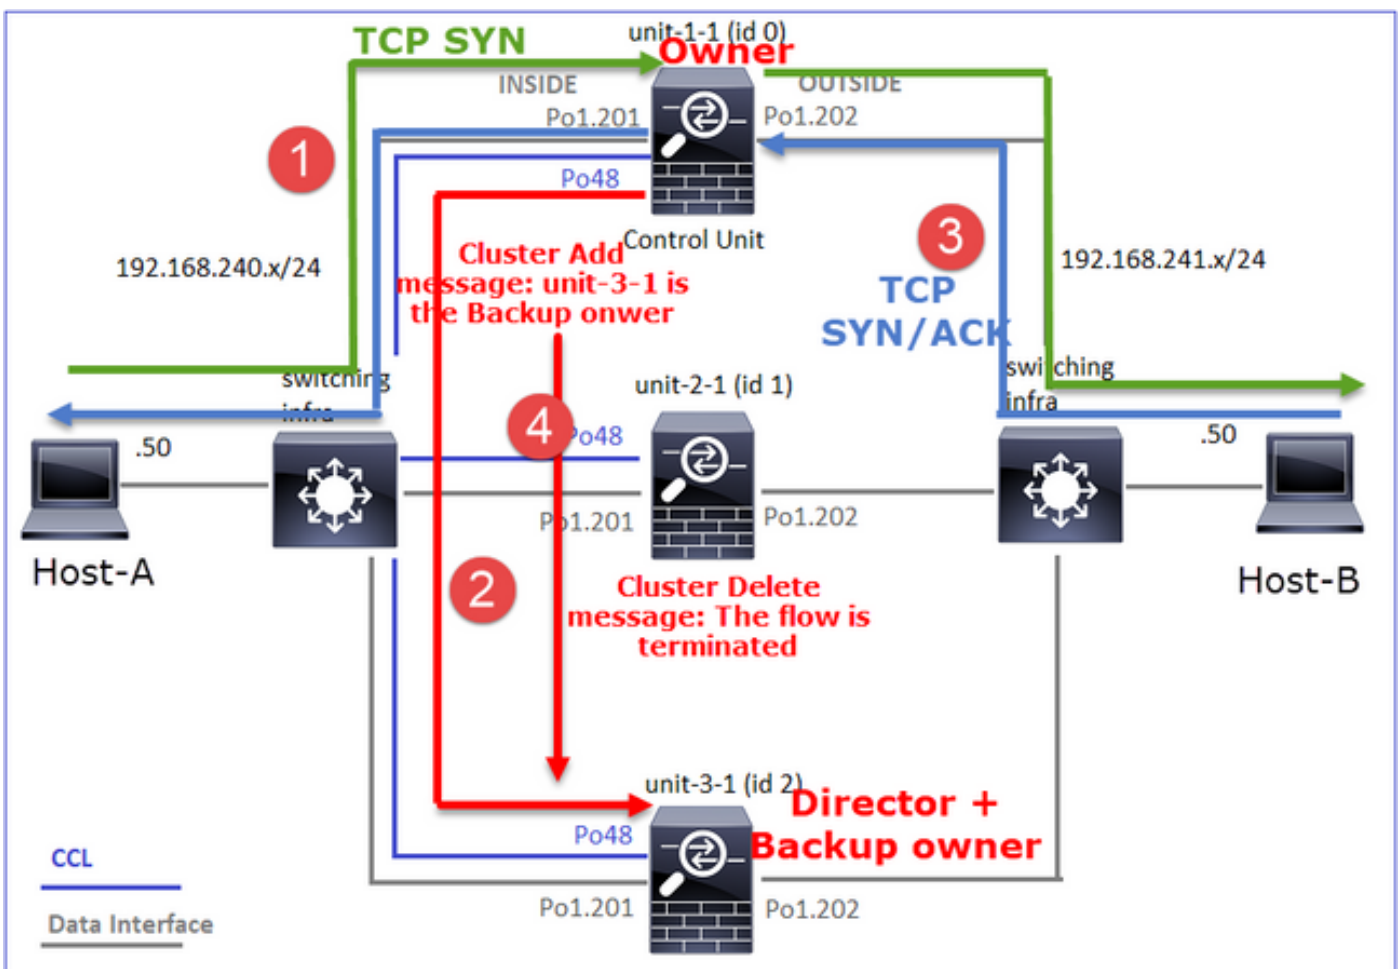 unit-1-1 (id 0)
TCP SYN
Owner
INSIDE
OUTSIDE
Po1.201
Po1.202
1
Po48
3
Control Unit
Cluster Add
message: unit-3-1 is
the Backup onwer
192.168.240.x/24
192.168.241.x/24
TCP
SYN/ACK
switching
infra
unit-2-1 (id 1)
switching
infra
4
Po48
.50
.50
Po1.201
Po1.202
Host-A
Host-B
2
Cluster Delete
message: The flow is
terminated
unit-3-1 (id 2)
Director +
Backup owner
Po48
CCL
Po1.201
Po1.202
Data Interface